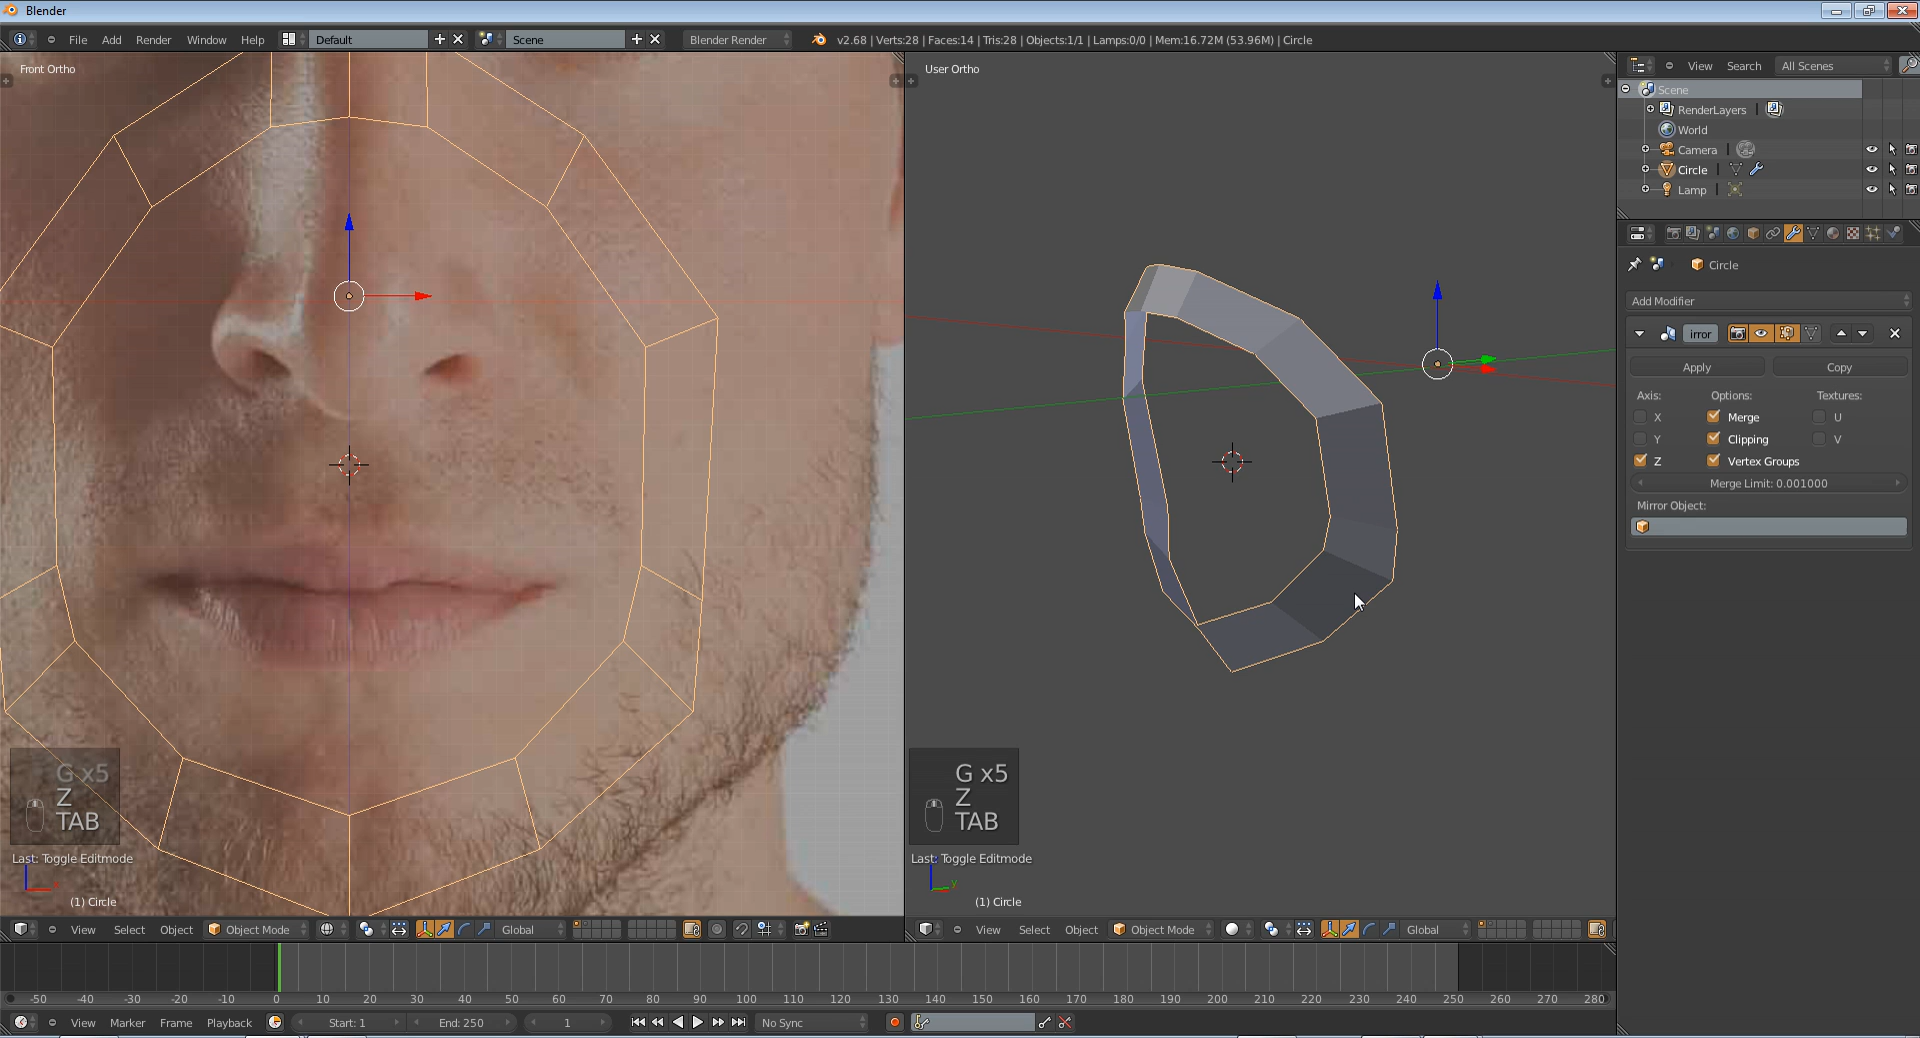 Blender
File Add Render Window Help Default Scene Blender Render v2.68 | Verts:28 | Faces:14 | Tris:28 | Objects:1/1 | Lamps:0/0 | Mem:16.72M (53.96M) | Circle
Front Ortho
User Ortho
View Search All Scenes
Scene
RenderLayers
World
Camera
Circle
Lamp
Circle
Add Modifier
irror
Apply Copy
Axis: Options: Textures:
X Merge U
Y Clipping V
Z Vertex Groups
Merge Limit: 0.001000
Mirror Object:
G x5
Z
TAB
Last: Toggle Editmode
(1) Circle
G x5
Z
TAB
Last: Toggle Editmode
y
(1) Circle
View Select Object Object Mode Global
View Select Object Object Mode Global
-50 -40 -30 -20 -10 0 10 20 30 40 50 60 70 80 90 100 110 120 130 140 150 160 170 180 190 200 210 220 230 240 250 260 270 280
View Marker Frame Playback Start: 1 End: 250 1 No Sync